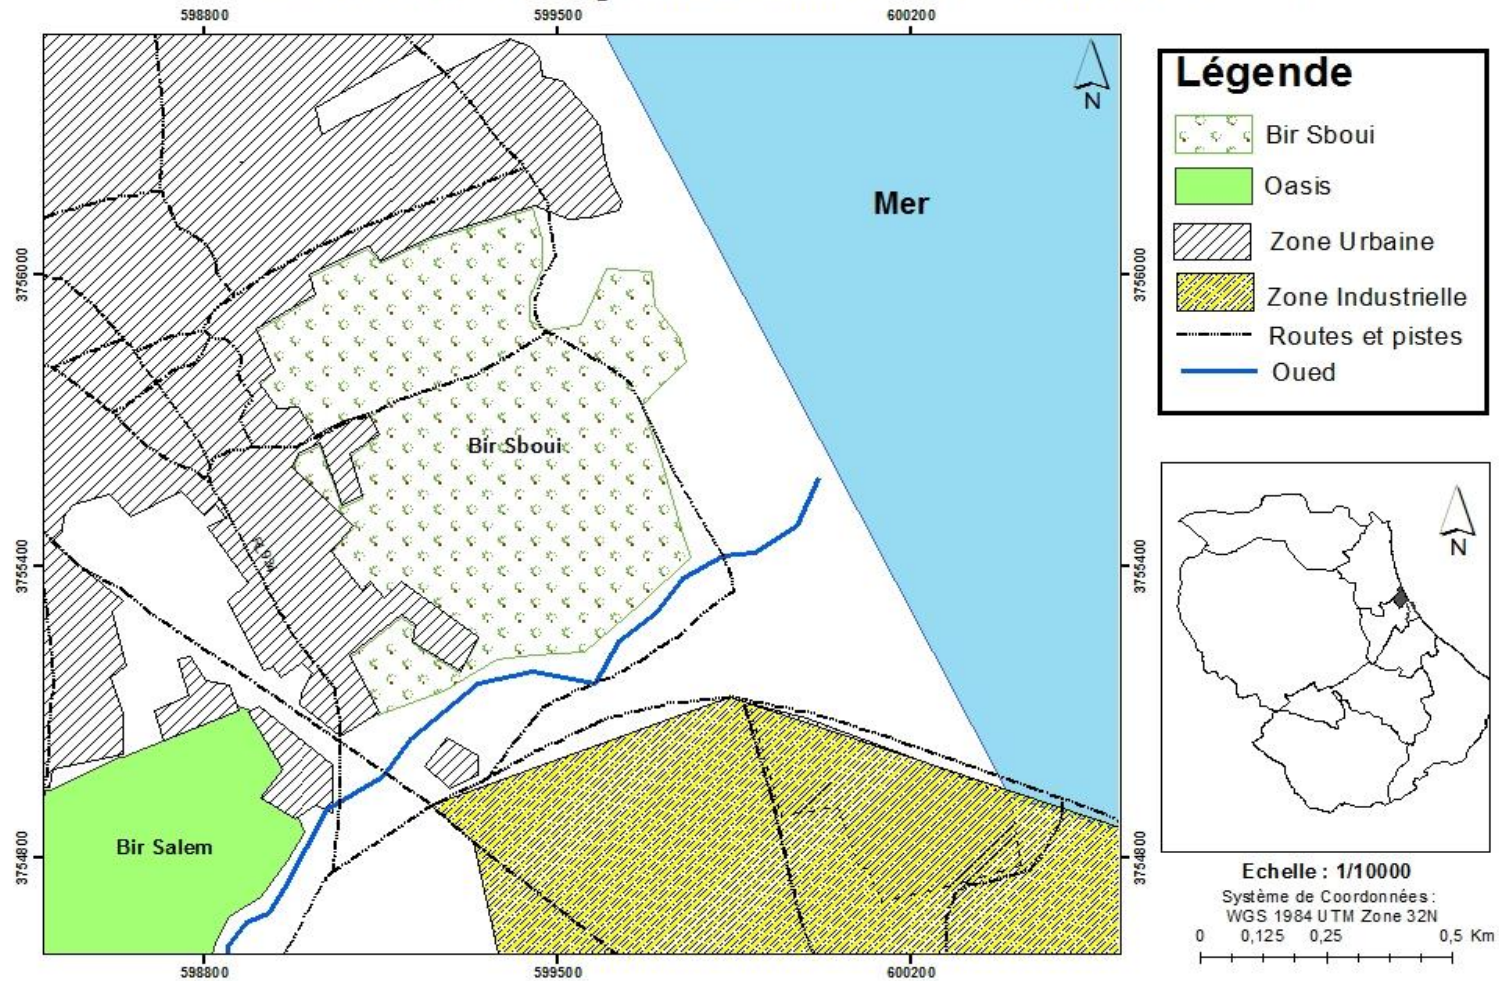 598800
599500
600200
N
Mer
3756000
3756000
Bir Sboui
3755400
3755400
Bir Salem
3754800
3754800
598800
599500
600200
Légende
Bir Sboui
Oasis
Zone Urbaine
Zone Industrielle
Routes et pistes
Oued
N
Echelle : 1/10000
Système de Coordonnées :
WGS 1984 UTM Zone 32N
0 0,125 0,25 0,5 Km